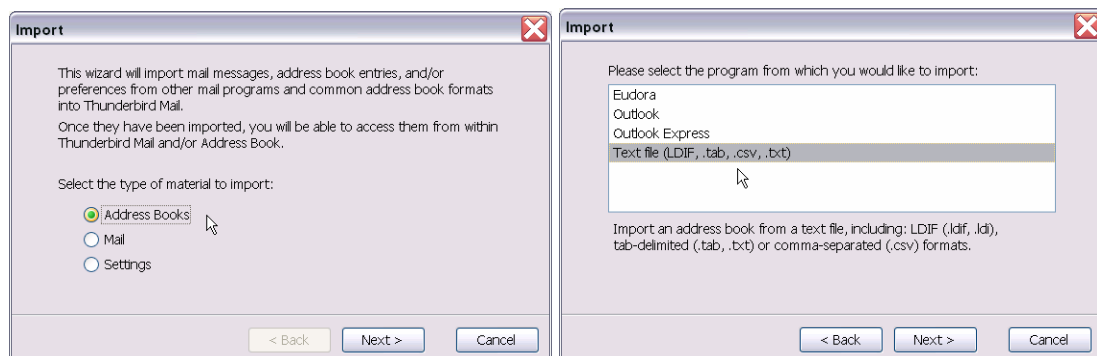 Import
This wizard will import mail messages, address book entries, and/or
preferences from other mail programs and common address book formats
into Thunderbird Mail.
Once they have been imported, you will be able to access them from within
Thunderbird Mail and/or Address Book.
Select the type of material to import:
Address Books
Mail
Settings
< Back Next > Cancel
Import
Please select the program from which you would like to import:
Eudora
Outlook
Outlook Express
Text file (LDIF, .tab, .csv, .txt)
Import an address book from a text file, including: LDIF (.ldif, .ldi),
tab-delimited (.tab, .txt) or comma-separated (.csv) formats.
< Back Next > Cancel